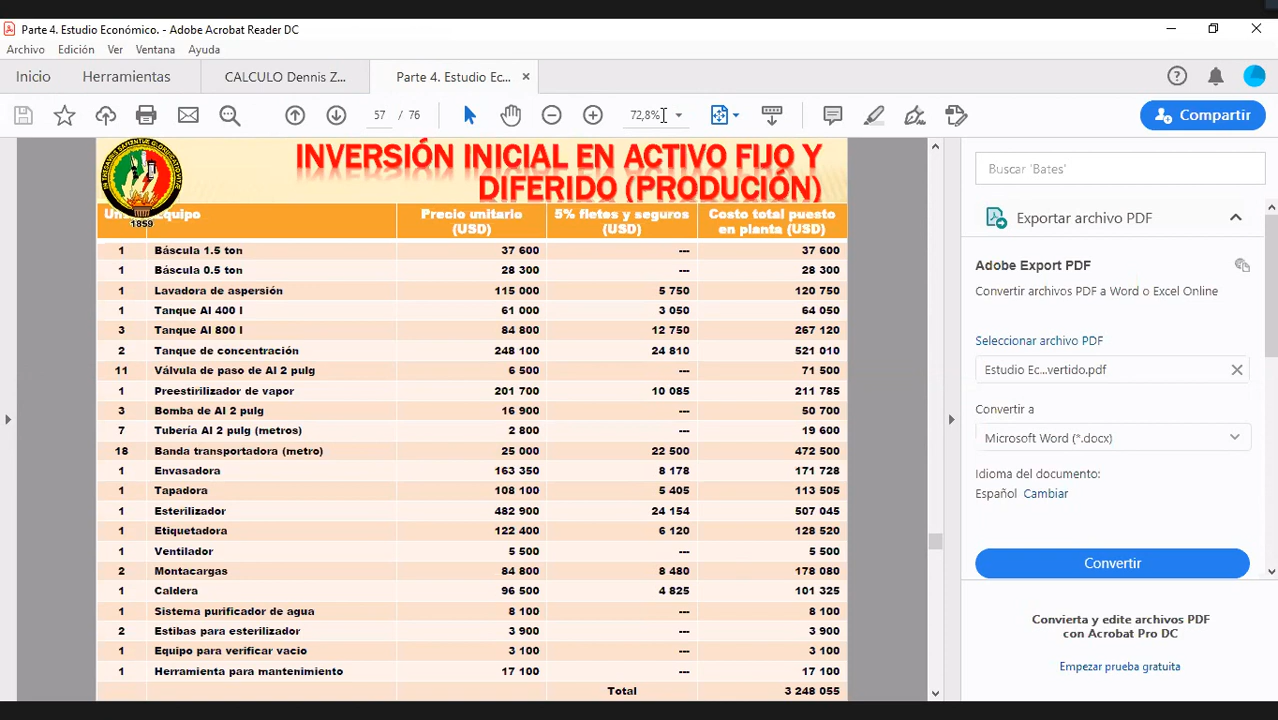 Parte 4. Estudio Económico. - Adobe Acrobat Reader DC
Archivo Edición Ver Ventana Ayuda
Inicio Herramientas CALCULO Dennis Z... Parte 4. Estudio Ec... ×
57 / 76 72,8% Compartir
INVERSIÓN INICIAL EN ACTIVO FIJO Y
DIFERIDO (PRODUCIÓN)
1859
Equipo Precio unitario (USD) 5% fletes y seguros (USD) Costo total puesto en planta (USD)
1 Báscula 1.5 ton 37 600 --- 37 600
1 Báscula 0.5 ton 28 300 --- 28 300
1 Lavadora de aspersión 115 000 5 750 120 750
1 Tanque AI 400 l 61 000 3 050 64 050
3 Tanque AI 800 l 84 800 12 750 267 120
2 Tanque de concentración 248 100 24 810 521 010
11 Válvula de paso de AI 2 pulg 6 500 --- 71 500
1 Preestirilizador de vapor 201 700 10 085 211 785
3 Bomba de AI 2 pulg 16 900 --- 50 700
7 Tubería AI 2 pulg (metros) 2 800 --- 19 600
18 Banda transportadora (metro) 25 000 22 500 472 500
1 Envasadora 163 350 8 178 171 728
1 Tapadora 108 100 5 405 113 505
1 Esterilizador 482 900 24 154 507 045
1 Etiquetadora 122 400 6 120 128 520
1 Ventilador 5 500 --- 5 500
2 Montacargas 84 800 8 480 178 080
1 Caldera 96 500 4 825 101 325
1 Sistema purificador de agua 8 100 --- 8 100
2 Estibas para esterilizador 3 900 --- 3 900
1 Equipo para verificar vacio 3 100 --- 3 100
1 Herramienta para mantenimiento 17 100 --- 17 100
Total 3 248 055
Buscar 'Bates'
Exportar archivo PDF
Adobe Export PDF
Convertir archivos PDF a Word o Excel Online
Seleccionar archivo PDF
Estudio Ec...vertido.pdf
Convertir a
Microsoft Word (*.docx)
Idioma del documento:
Español Cambiar
Convertir
Convierta y edite archivos PDF
con Acrobat Pro DC
Empezar prueba gratuita